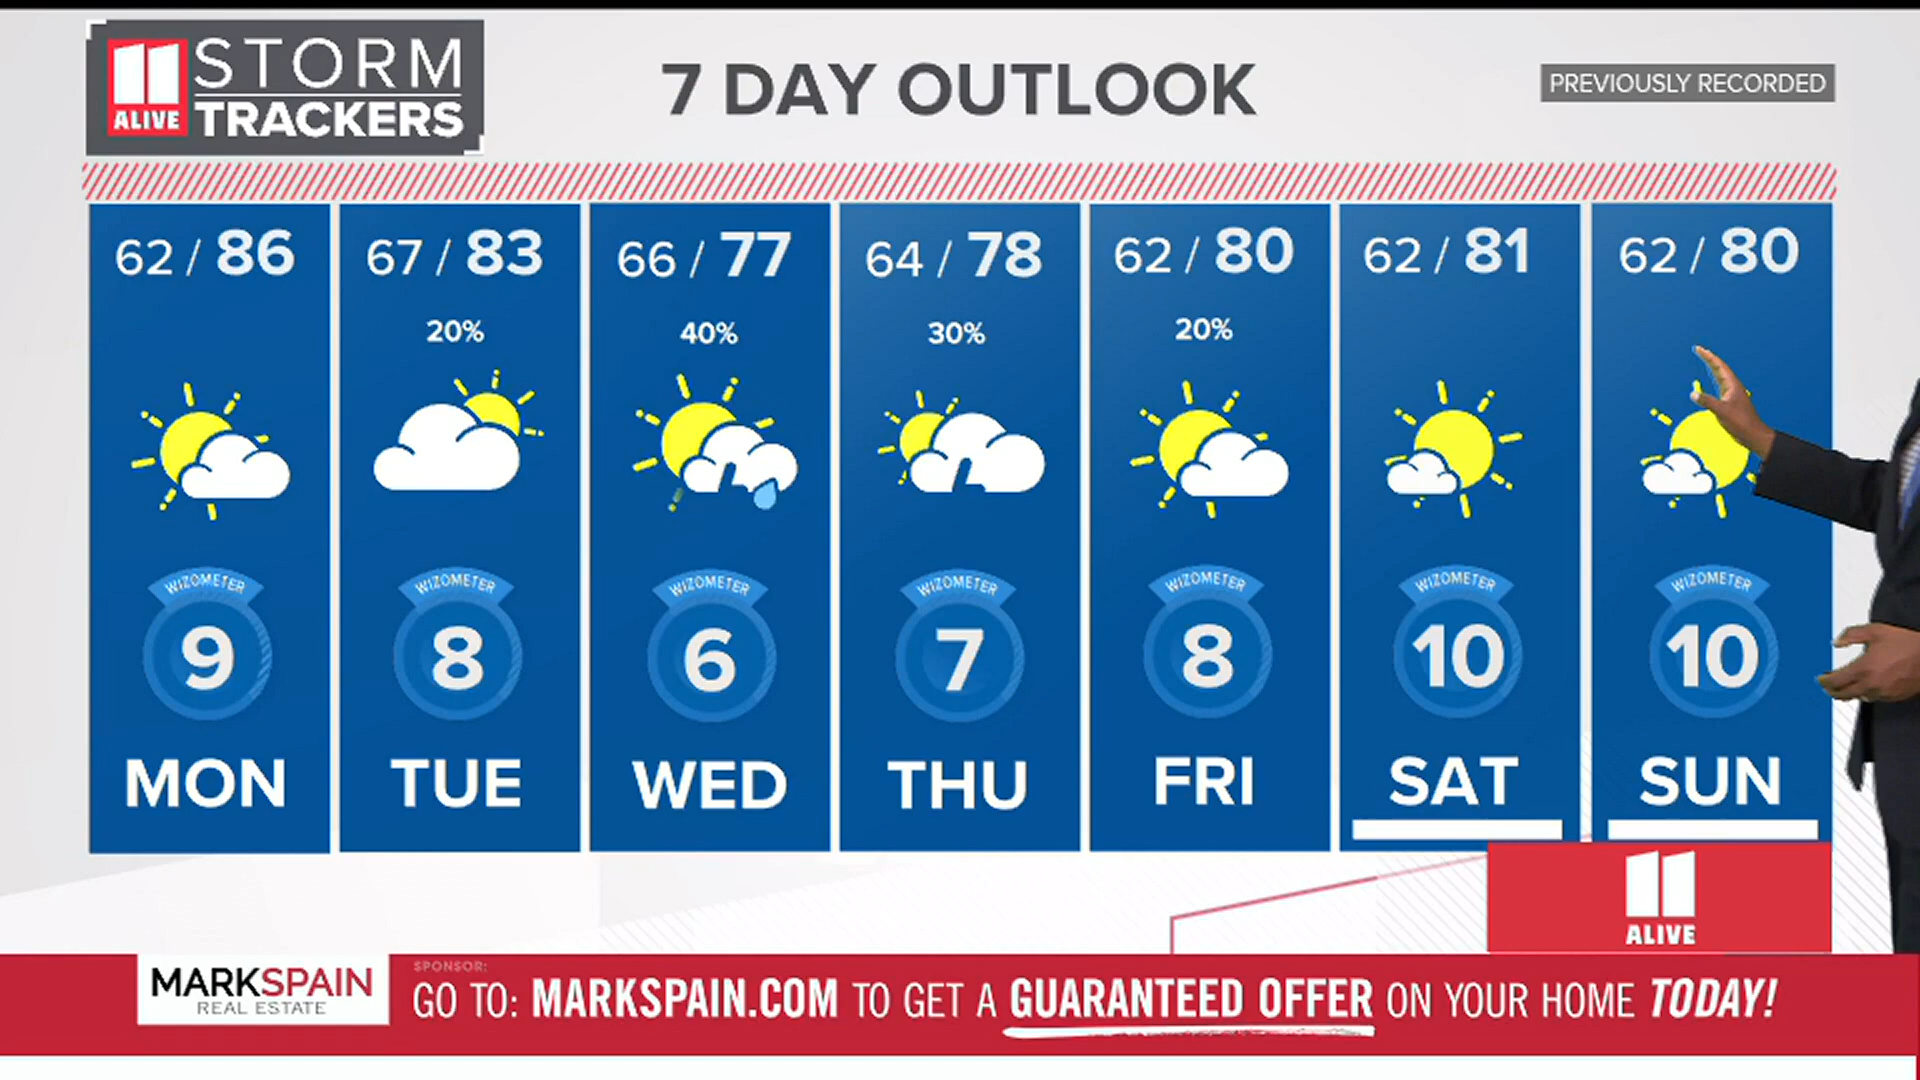 11 ALIVE
STORM
TRACKERS
7 DAY OUTLOOK
PREVIOUSLY RECORDED
62 / 86
67 / 83
66 / 77
64 / 78
62 / 80
62 / 81
62 / 80
20%
40%
30%
20%
WIZOMETER
WIZOMETER
WIZOMETER
WIZOMETER
WIZOMETER
WIZOMETER
WIZOMETER
9
8
6
7
8
10
10
MON
TUE
WED
THU
FRI
SAT
SUN
11
ALIVE
MARKSPAIN
REAL ESTATE
SPONSOR:
GO TO: MARKSPAIN.COM TO GET A GUARANTEED OFFER ON YOUR HOME TODAY!